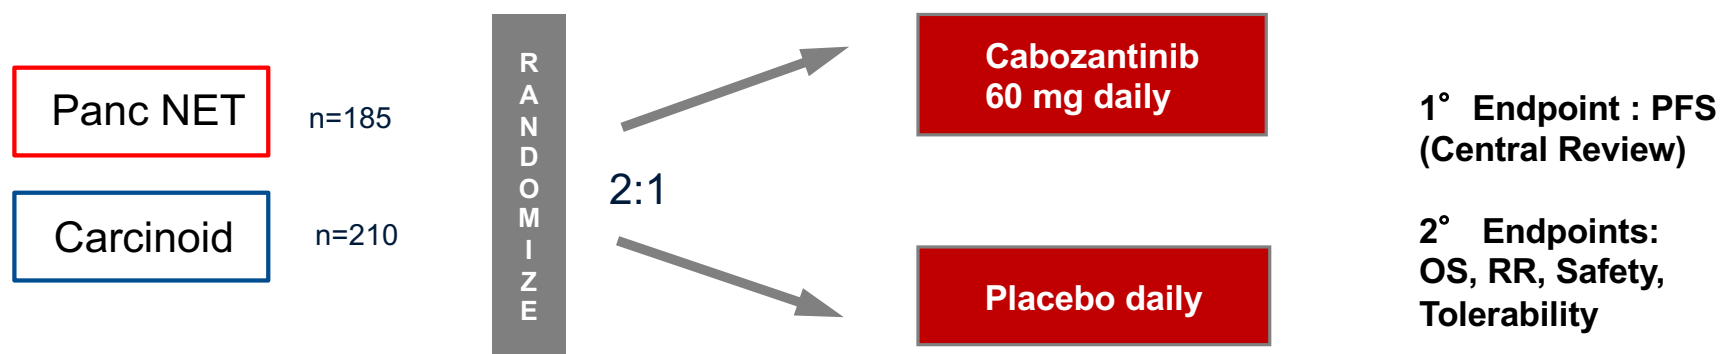 Panc NET
n=185
Carcinoid
n=210
RANDOMIZE
2:1
Cabozantinib
60 mg daily
Placebo daily
1° Endpoint : PFS
(Central Review)
2° Endpoints:
OS, RR, Safety,
Tolerability